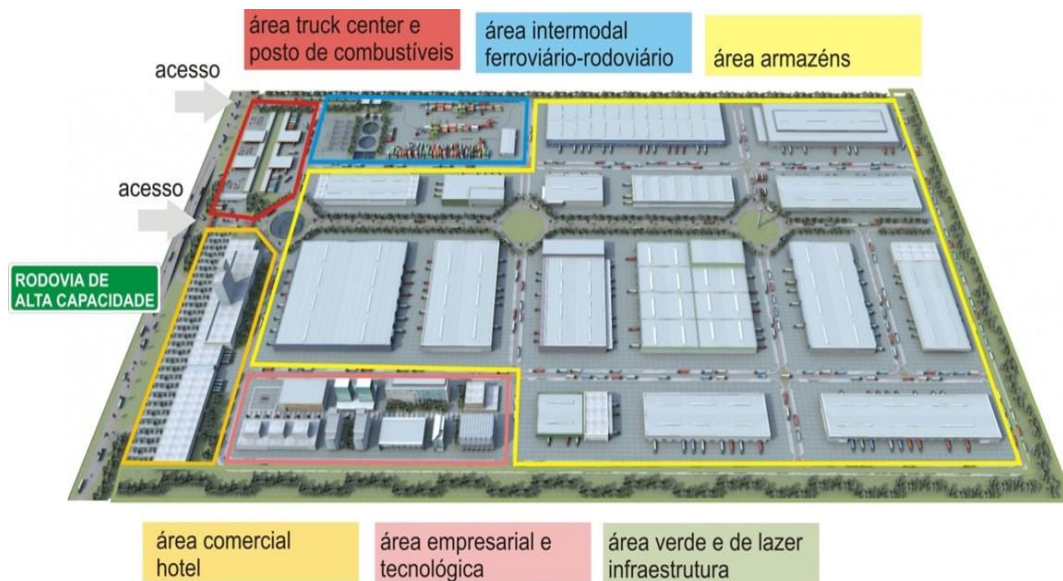 área truck center e
posto de combustíveis
área intermodal
ferroviário-rodoviário
área armazéns
acesso
acesso
RODOVIA DE
ALTA CAPACIDADE
área comercial
hotel
área empresarial e
tecnológica
área verde e de lazer
infraestrutura